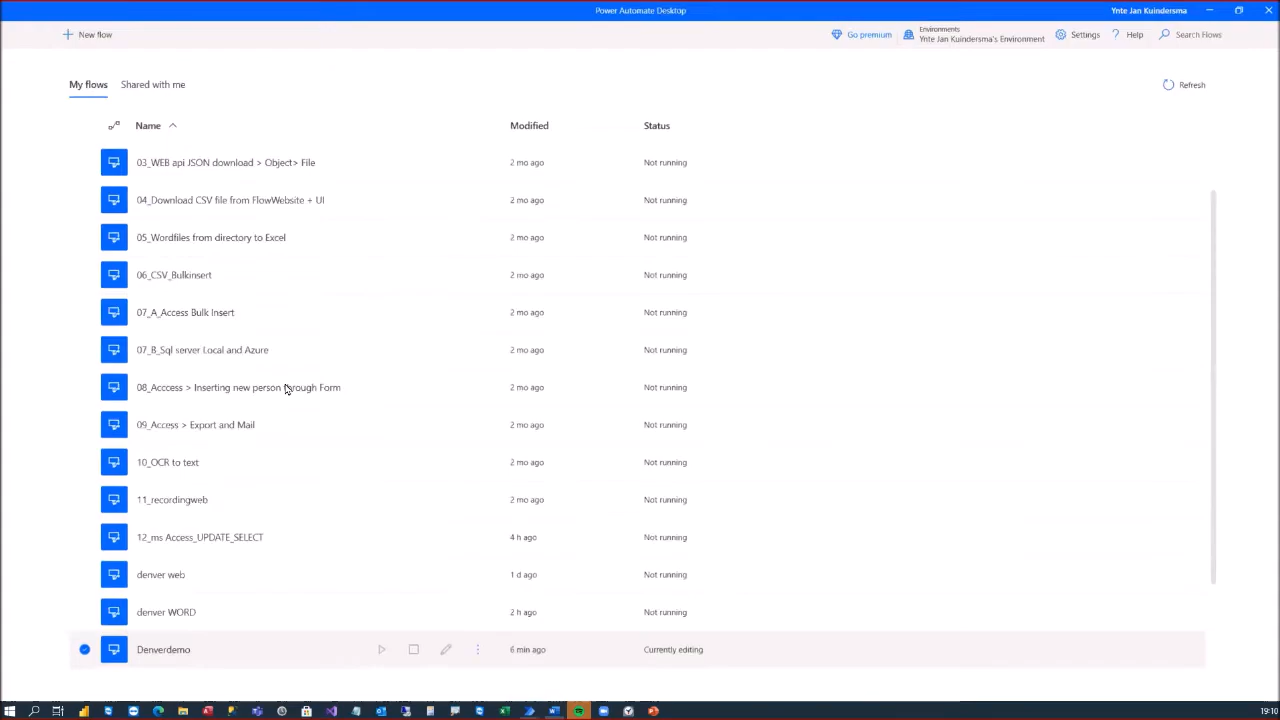 Power Automate Desktop
Ynte Jan Kuindersma
New flow
Go premium
Environments
Ynte Jan Kuindersma's Environment
Settings
Help
Search Flows
My flows
Shared with me
Refresh
Name
Modified
Status
03_WEB api JSON download > Object> File
2 mo ago
Not running
04_Download CSV file from FlowWebsite + UI
2 mo ago
Not running
05_Wordfiles from directory to Excel
2 mo ago
Not running
06_CSV_Bulkinsert
2 mo ago
Not running
07_A_Access Bulk Insert
2 mo ago
Not running
07_B_Sql server Local and Azure
2 mo ago
Not running
08_Acccess > Inserting new person through Form
2 mo ago
Not running
09_Access > Export and Mail
2 mo ago
Not running
10_OCR to text
2 mo ago
Not running
11_recordingweb
2 mo ago
Not running
12_ms Access_UPDATE_SELECT
4 h ago
Not running
denver web
1 d ago
Not running
denver WORD
2 h ago
Not running
Denverdemo
6 min ago
Currently editing
19:10